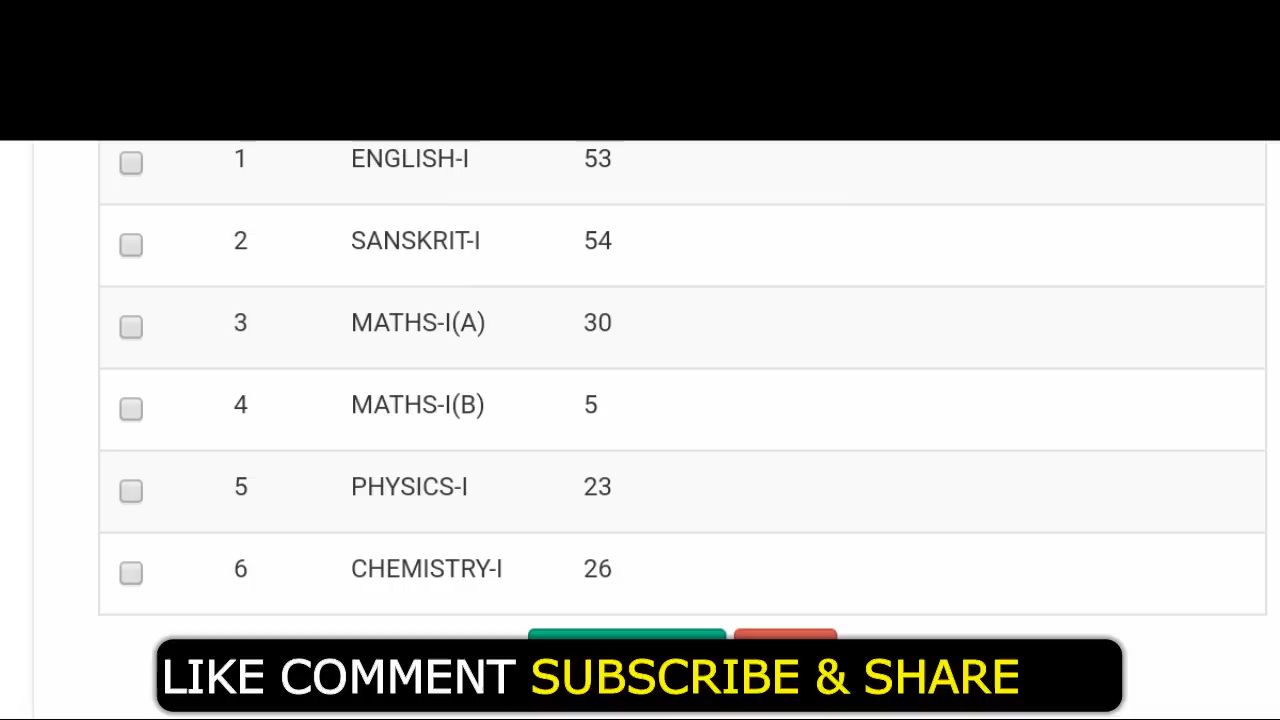 1 ENGLISH-I 53
2 SANSKRIT-I 54
3 MATHS-I(A) 30
4 MATHS-I(B) 5
5 PHYSICS-I 23
6 CHEMISTRY-I 26
LIKE COMMENT SUBSCRIBE & SHARE